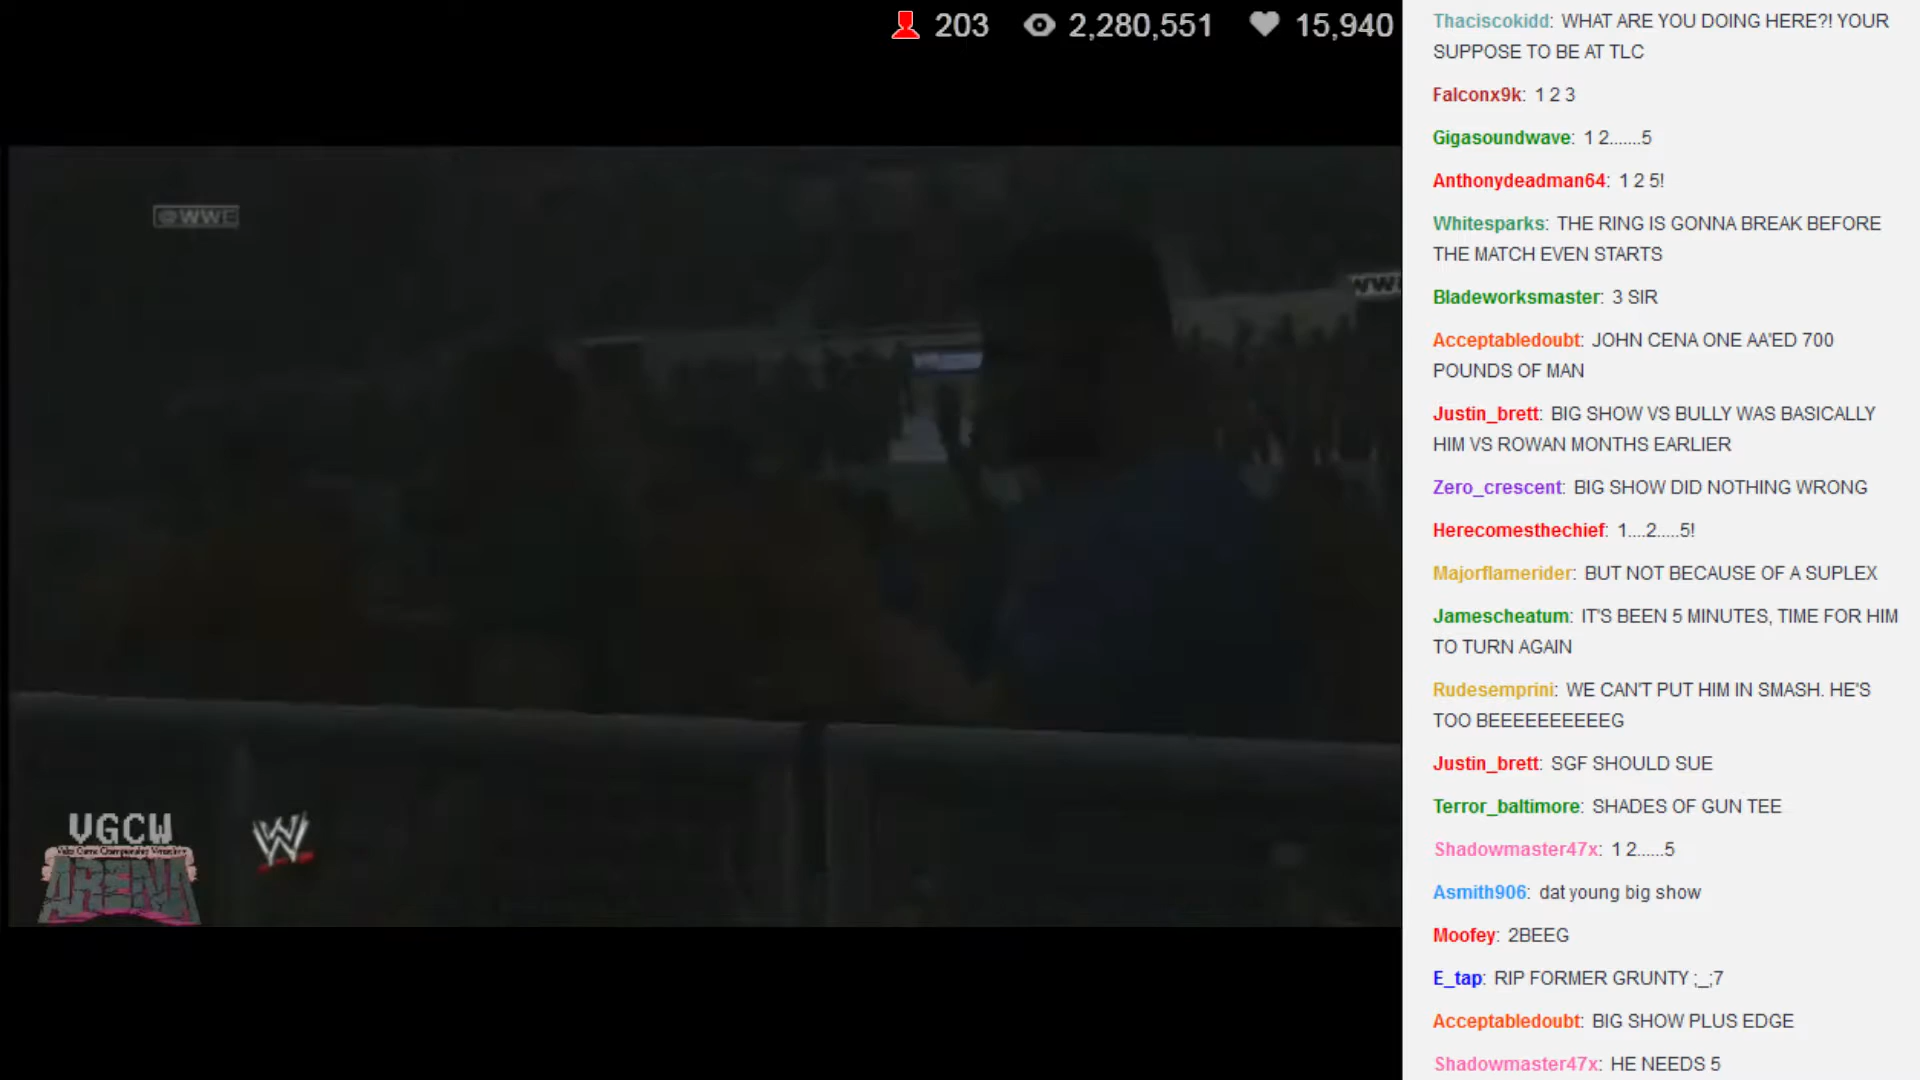 203 2,280,551 15,940
@WWE
WWE
VGCW
Video Game Championship Wrestling
ARENA
W
Thaciscokidd: WHAT ARE YOU DOING HERE?! YOUR
SUPPOSE TO BE AT TLC
Falconx9k: 1 2 3
Gigasoundwave: 1 2.......5
Anthonydeadman64: 1 2 5!
Whitesparks: THE RING IS GONNA BREAK BEFORE
THE MATCH EVEN STARTS
Bladeworksmaster: 3 SIR
Acceptabledoubt: JOHN CENA ONE AA'ED 700
POUNDS OF MAN
Justin_brett: BIG SHOW VS BULLY WAS BASICALLY
HIM VS ROWAN MONTHS EARLIER
Zero_crescent: BIG SHOW DID NOTHING WRONG
Herecomesthechief: 1....2.....5!
Majorflamerider: BUT NOT BECAUSE OF A SUPLEX
Jamescheatum: IT'S BEEN 5 MINUTES, TIME FOR HIM
TO TURN AGAIN
Rudesemprini: WE CAN'T PUT HIM IN SMASH. HE'S
TOO BEEEEEEEEEEG
Justin_brett: SGF SHOULD SUE
Terror_baltimore: SHADES OF GUN TEE
Shadowmaster47x: 1 2......5
Asmith906: dat young big show
Moofey: 2BEEG
E_tap: RIP FORMER GRUNTY ;_;7
Acceptabledoubt: BIG SHOW PLUS EDGE
Shadowmaster47x: HE NEEDS 5